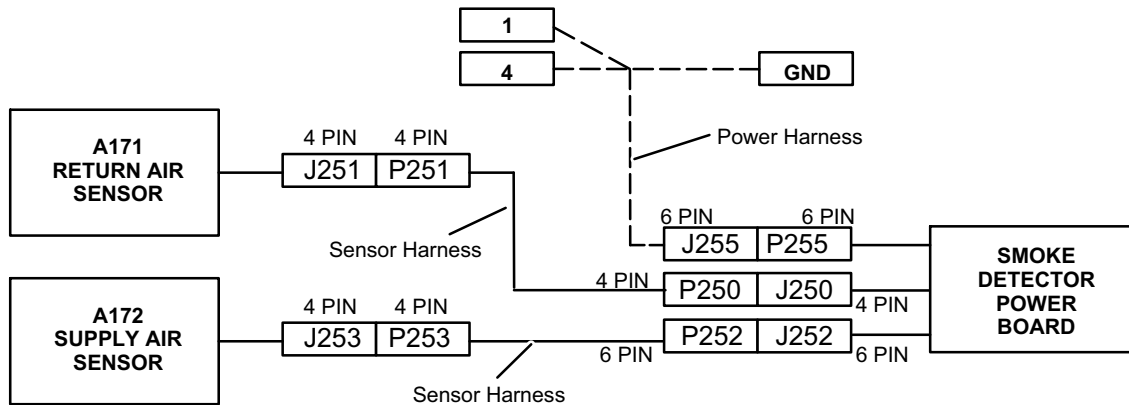 1
4
GND
Power Harness
A171
RETURN AIR
SENSOR
4 PIN 4 PIN
J251 P251
Sensor Harness
6 PIN 6 PIN
J255 P255
4 PIN
P250 J250
4 PIN
SMOKE
DETECTOR
POWER
BOARD
A172
SUPPLY AIR
SENSOR
4 PIN 4 PIN
J253 P253
6 PIN
P252 J252
6 PIN
Sensor Harness